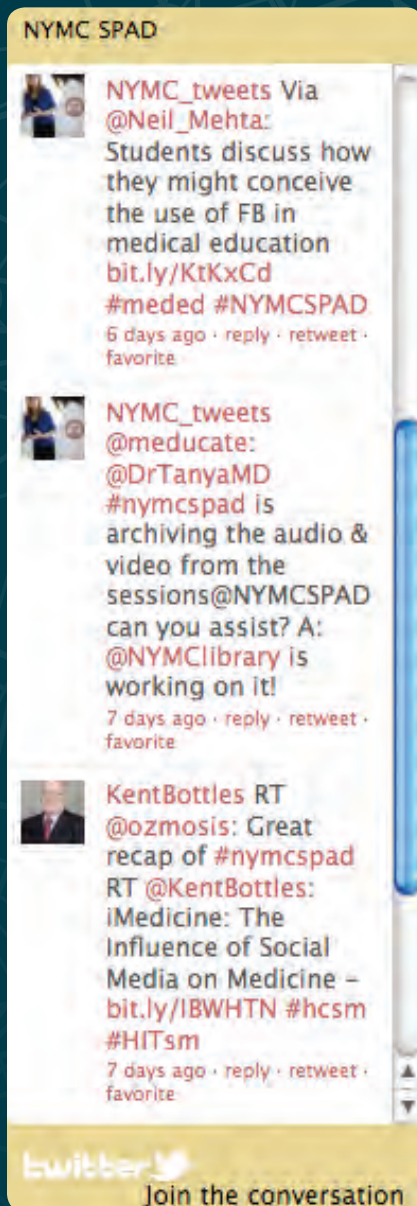 NYMC SPAD
NYMC_tweets Via
@Neil_Mehta:
Students discuss how
they might conceive
the use of FB in
medical education
bit.ly/KtKxCd
#meded #NYMCSPAD
6 days ago · reply · retweet ·
favorite
NYMC_tweets
@meducate:
@DrTanyaMD
#nymcspad is
archiving the audio &
video from the
sessions@NYMCSPAD
can you assist? A:
@NYMClibrary is
working on it!
7 days ago · reply · retweet ·
favorite
KentBottles RT
@ozmosis: Great
recap of #nymcspad
RT @KentBottles:
iMedicine: The
Influence of Social
Media on Medicine –
bit.ly/IBWHTN #hcsm
#HITsm
7 days ago · reply · retweet ·
favorite
twitter
Join the conversation